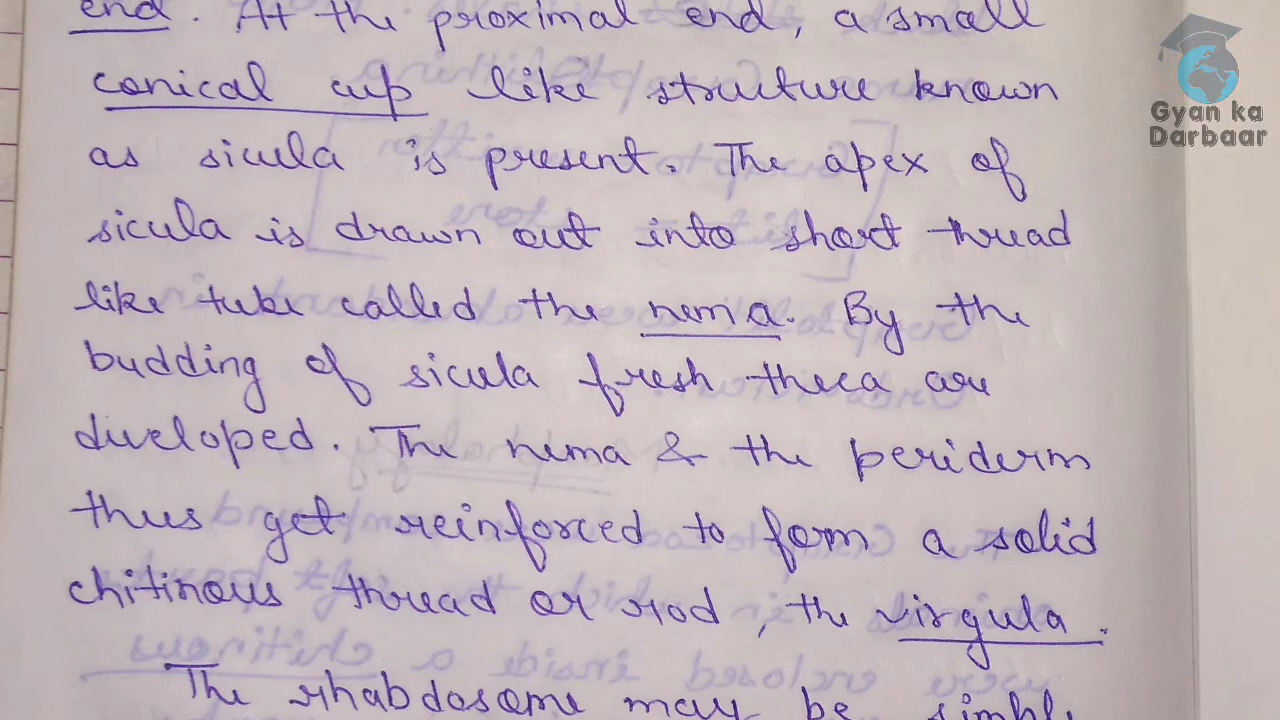 end. At the proximal end, a small
conical cup like struture known
as sicula is present. The apex of
sicula is drawn out into short thread
like tube called the nema. By the
budding of sicula fresh theca are
dveloped. The nema & the periderm
thus get reinforced to form a solid
chitinous thread or rod, the virgula.
The rhabdosome may be simple
Gyan ka
Darbaar